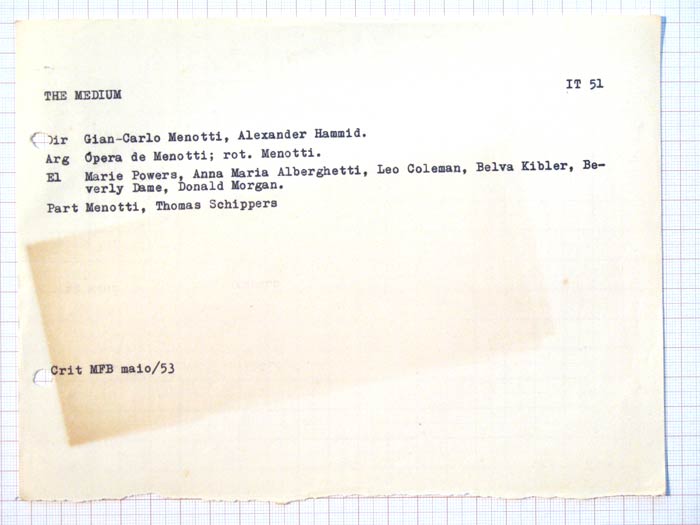 THE MEDIUM
IT 51
Dir Gian-Carlo Menotti, Alexander Hammid.
Arg Ópera de Menotti; rot. Menotti.
El Marie Powers, Anna Maria Alberghetti, Leo Coleman, Belva Kibler, Be-
verly Dame, Donald Morgan.
Part Menotti, Thomas Schippers
Crit MFB maio/53